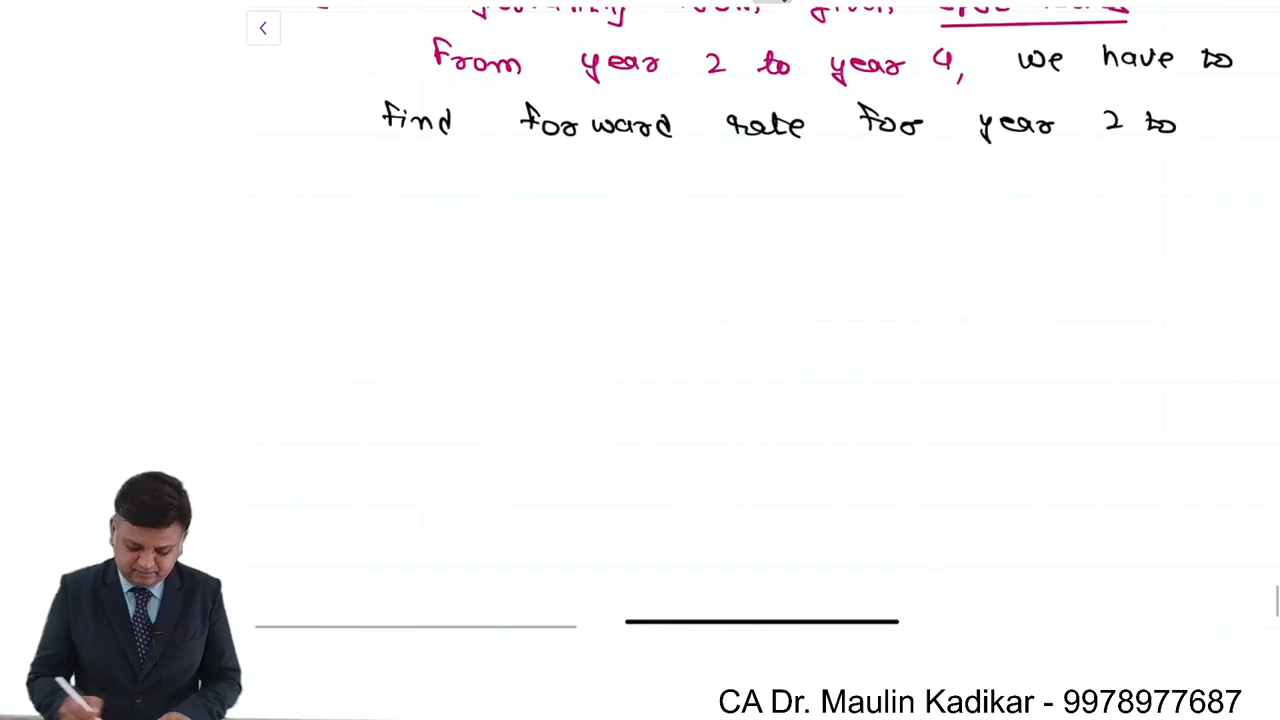 given
From year 2 to year 4, we have to
find forward rate for year 2 to
CA Dr. Maulin Kadikar - 9978977687